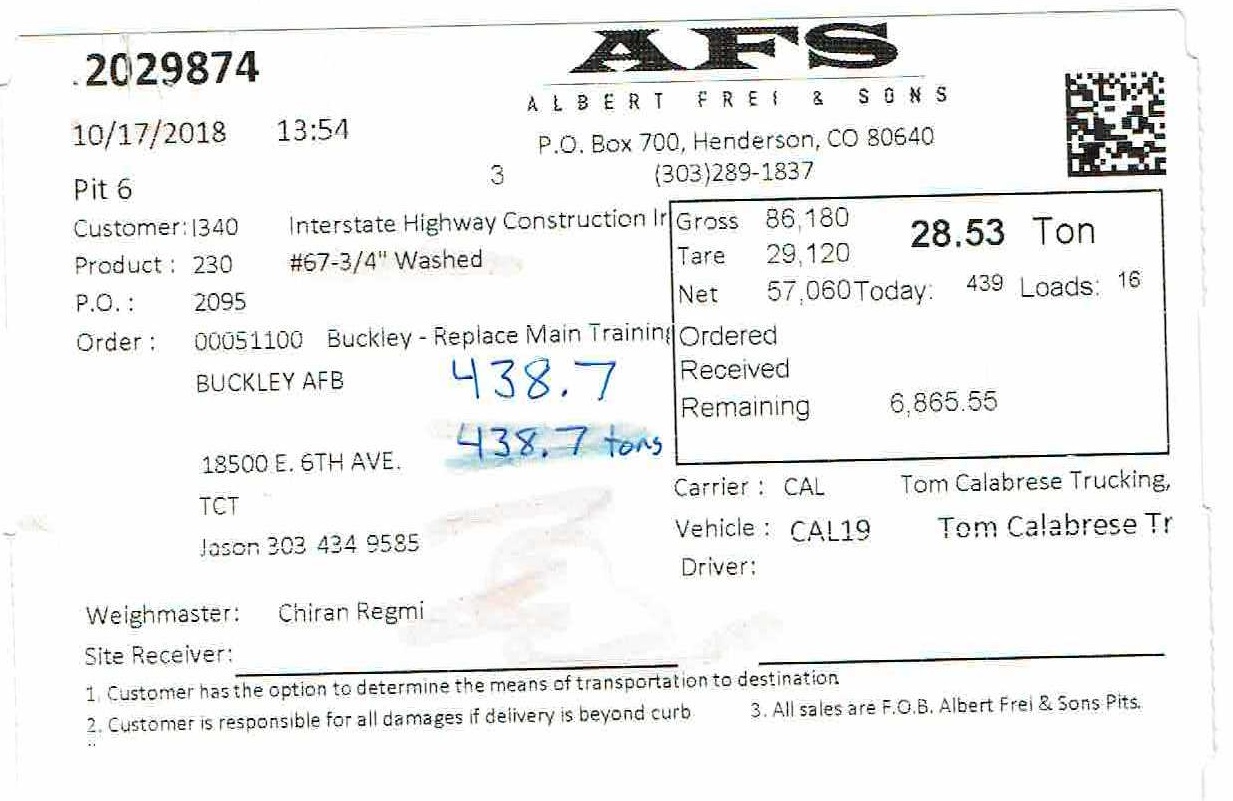 .2029874
AFS
ALBERT FREI & SONS
10/17/2018 13:54
P.O. Box 700, Henderson, CO 80640
3 (303)289-1837
Pit 6
Customer: I340 Interstate Highway Construction Ir
Product : 230 #67-3/4" Washed
P.O. : 2095
Order : 00051100 Buckley - Replace Main Training
BUCKLEY AFB
438.7
438.7 tons
18500 E. 6TH AVE.
TCT
Jason 303 434 9585
Gross 86,180 28.53 Ton
Tare 29,120
Net 57,060 Today: 439 Loads: 16
Ordered
Received
Remaining 6,865.55
Carrier : CAL Tom Calabrese Trucking,
Vehicle : CAL19 Tom Calabrese Tr
Driver:
Weighmaster: Chiran Regmi
Site Receiver:
1. Customer has the option to determine the means of transportation to destination
2. Customer is responsible for all damages if delivery is beyond curb
3. All sales are F.O.B. Albert Frei & Sons Pits.